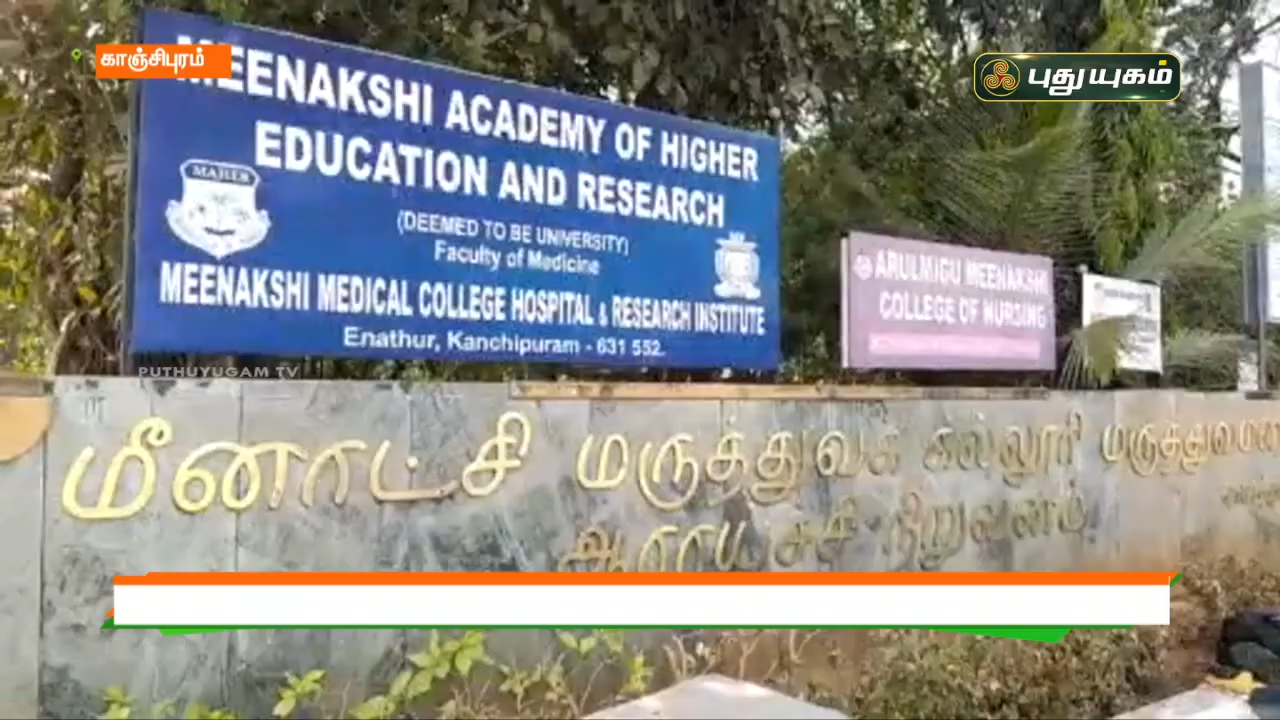 காஞ்சிபுரம்
புதுயுகம்
MEENAKSHI ACADEMY OF HIGHER
EDUCATION AND RESEARCH
MAHER
(DEEMED TO BE UNIVERSITY)
Faculty of Medicine
MEENAKSHI MEDICAL COLLEGE HOSPITAL & RESEARCH INSTITUTE
Enathur, Kanchipuram - 631 552.
ARULMIGU MEENAKSHI
COLLEGE OF NURSING
PUTHUYUGAM TV
மீனாட்சி மருத்துவக் கல்லூரி
ஆராய்ச்சி நிறுவனம்